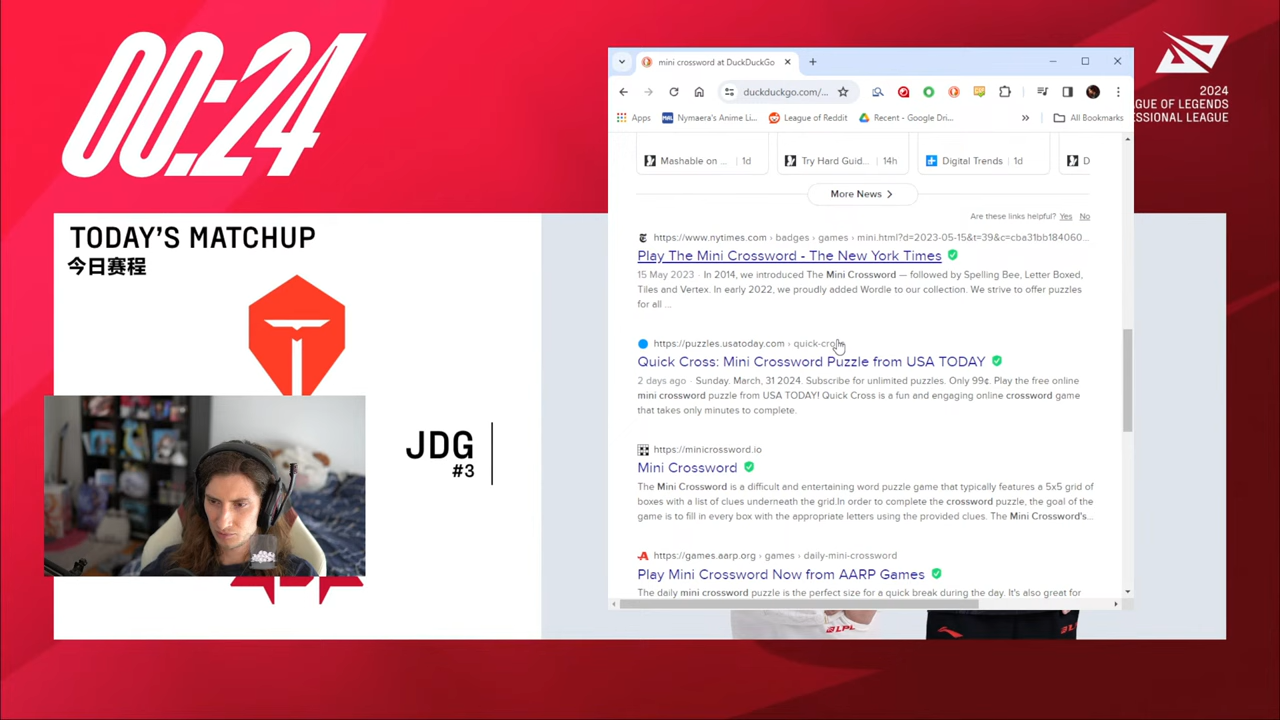 00:24
2024
GUE OF LEGENDS
ESSIONAL LEAGUE
TODAY'S MATCHUP
今日赛程
JDG
#3
mini crossword at DuckDuckGo
duckduckgo.com/...
Apps
Nymaera's Anime Li...
League of Reddit
Recent - Google Dri...
»
All Bookmarks
Mashable on ... 1d
Try Hard Guid... 14h
Digital Trends 1d
D
More News
Are these links helpful? Yes No
https://www.nytimes.com › badges › games › mini.html?d=2023-05-15&t=39&c=cba31bb184060...
Play The Mini Crossword - The New York Times
15 May 2023 · In 2014, we introduced The Mini Crossword — followed by Spelling Bee, Letter Boxed,
Tiles and Vertex. In early 2022, we proudly added Wordle to our collection. We strive to offer puzzles
for all ...
https://puzzles.usatoday.com › quick-cross
Quick Cross: Mini Crossword Puzzle from USA TODAY
2 days ago · Sunday. March, 31 2024. Subscribe for unlimited puzzles. Only 99¢. Play the free online
mini crossword puzzle from USA TODAY! Quick Cross is a fun and engaging online crossword game
that takes only minutes to complete.
https://minicrossword.io
Mini Crossword
The Mini Crossword is a difficult and entertaining word puzzle game that typically features a 5x5 grid of
boxes with a list of clues underneath the grid.In order to complete the crossword puzzle, the goal of the
game is to fill in every box with the appropriate letters using the provided clues. The Mini Crossword's...
https://games.aarp.org › games › daily-mini-crossword
Play Mini Crossword Now from AARP Games
The daily mini crossword puzzle is the perfect size for a quick break during the day. It's also great for
LPL
LPL